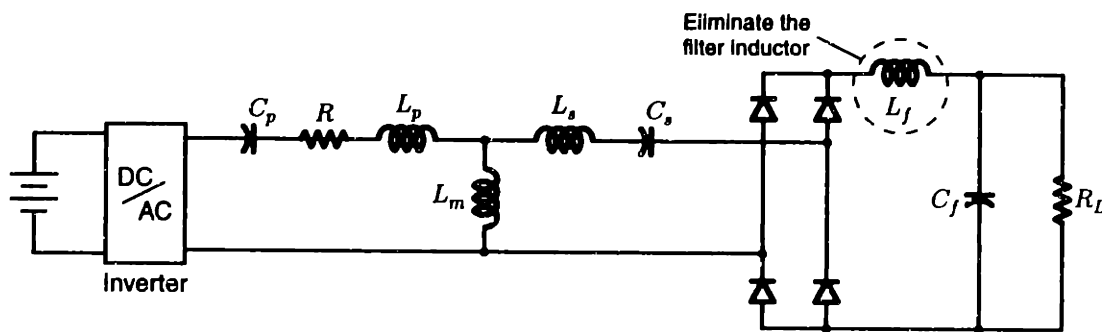 Eliminate the
filter inductor
C_p
R
L_p
L_s
C_s
L_f
DC/AC
L_m
C_f
R_L
Inverter